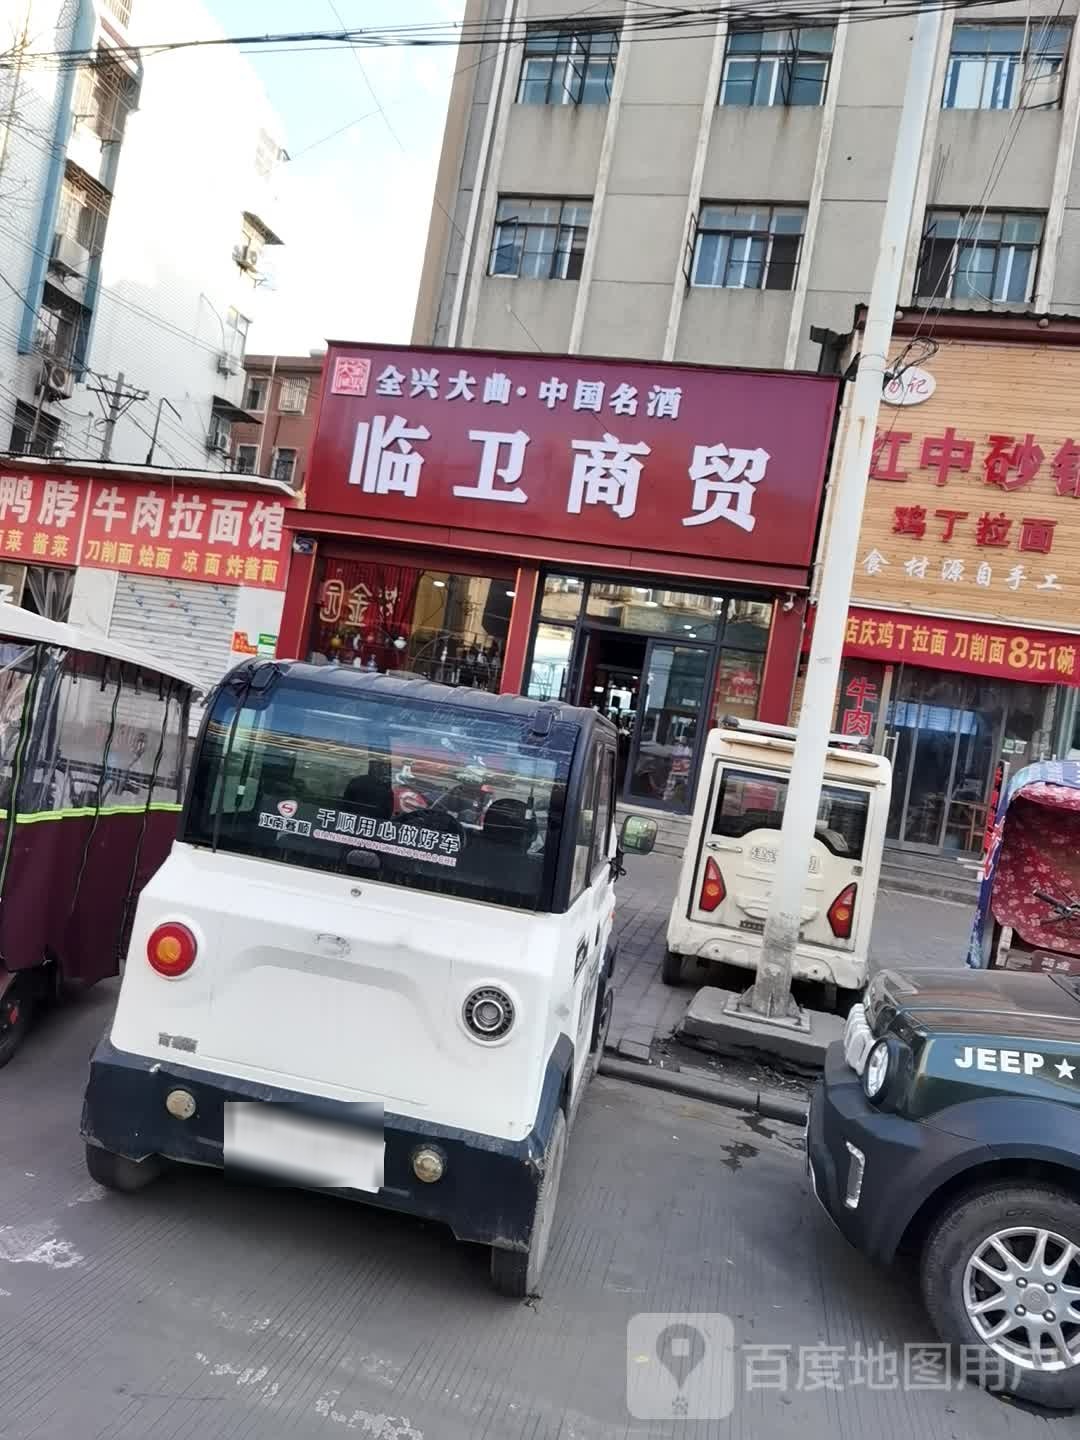 全兴大曲·中国名酒
临卫商贸
鸭脖
菜 酱菜
牛肉拉面馆
刀削面 烩面 凉面 炸酱面
记
红中砂锅
鸡丁拉面
食材源自手工
店庆鸡丁拉面 刀削面8元1碗
牛肉
千顺用心做好车
JEEP
百度地图用户